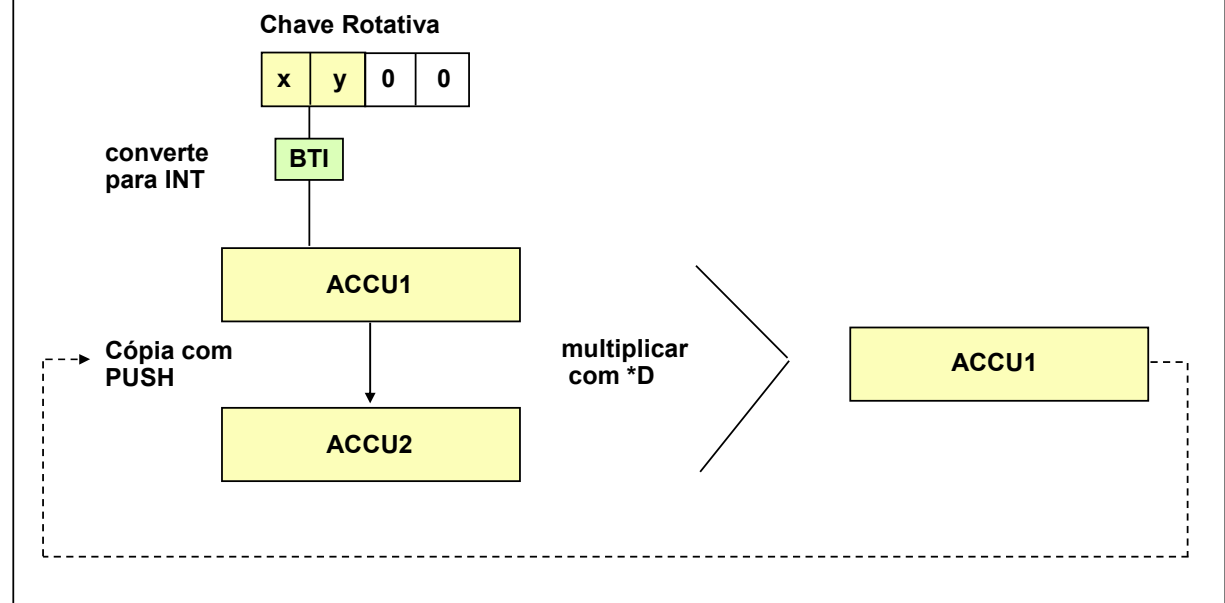 Chave Rotativa
x y 0 0
converte
para INT
BTI
ACCU1
Cópia com
PUSH
ACCU2
multiplicar
com *D
ACCU1